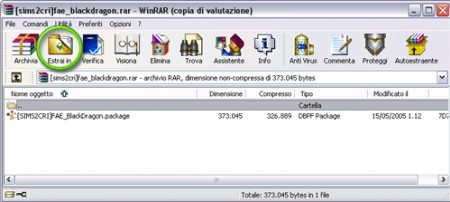 [sims2cri]fae_blackdragon.rar - WinRAR (copia di valutazione)
File Comandi Utilità Preferiti Opzioni ?
Archivia Estrai in Verifica Visiona Elimina Trova Assistente Info Anti Virus Commenta Proteggi Autoestraente
[sims2cri]fae_blackdragon.rar - archivio RAR, dimensione non-compressa di 373.045 bytes
Nome oggetto Dimensione Compresso Tipo Modificato il
.. Cartella
[SIMS2CRI]FAE_BlackDragon.package 373.045 326.889 DBPF Package 15/05/2005 1.12 7D7
Totale: 373.045 bytes in 1 file